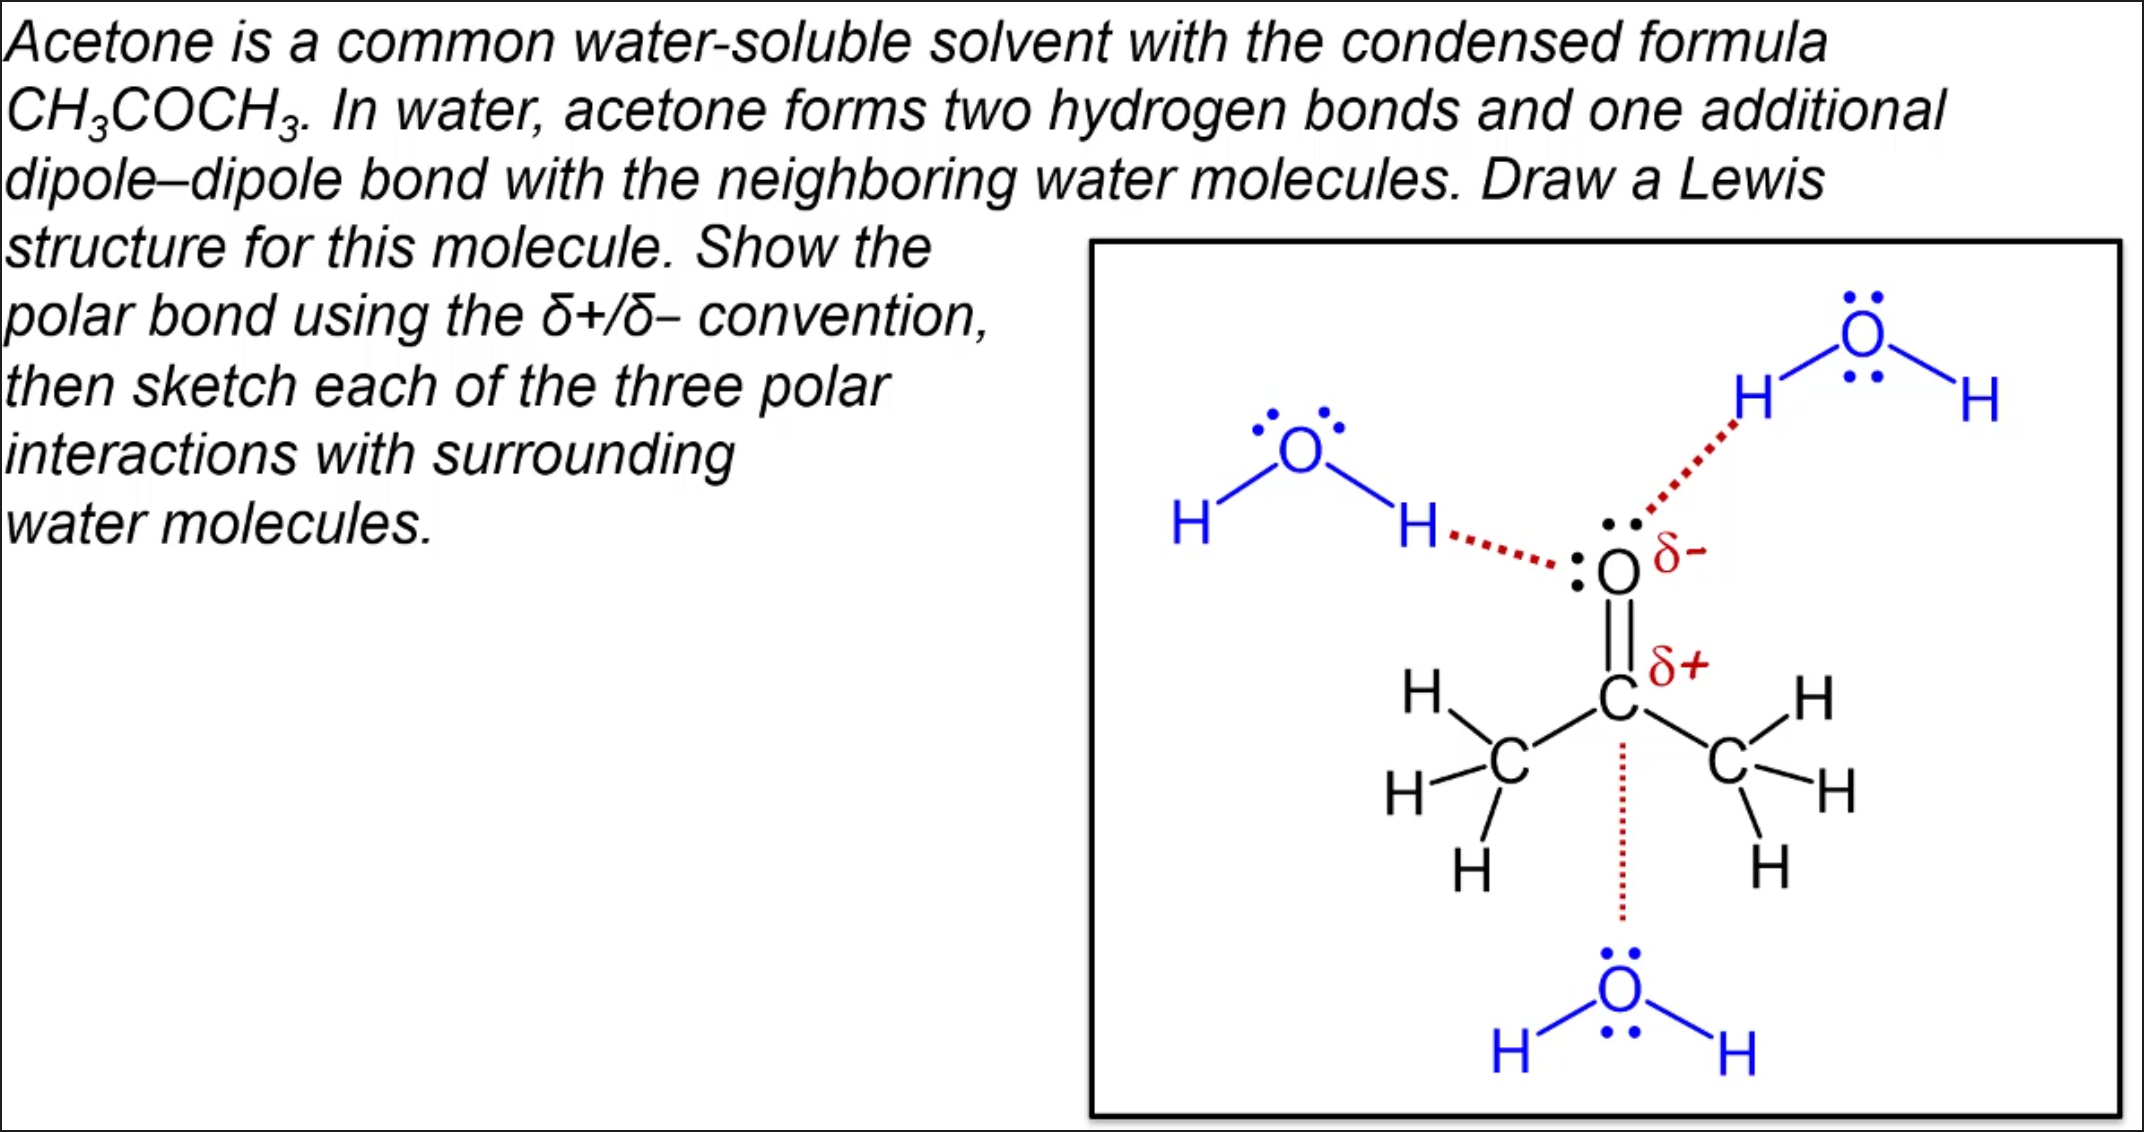 Acetone is a common water-soluble solvent with the condensed formula
CH₃COCH₃. In water, acetone forms two hydrogen bonds and one additional
dipole–dipole bond with the neighboring water molecules. Draw a Lewis
structure for this molecule. Show the
polar bond using the δ+/δ– convention,
then sketch each of the three polar
interactions with surrounding
water molecules.
O
H H
O
H H
O δ-
C δ+
H H
C C
H H
H H
O
H H